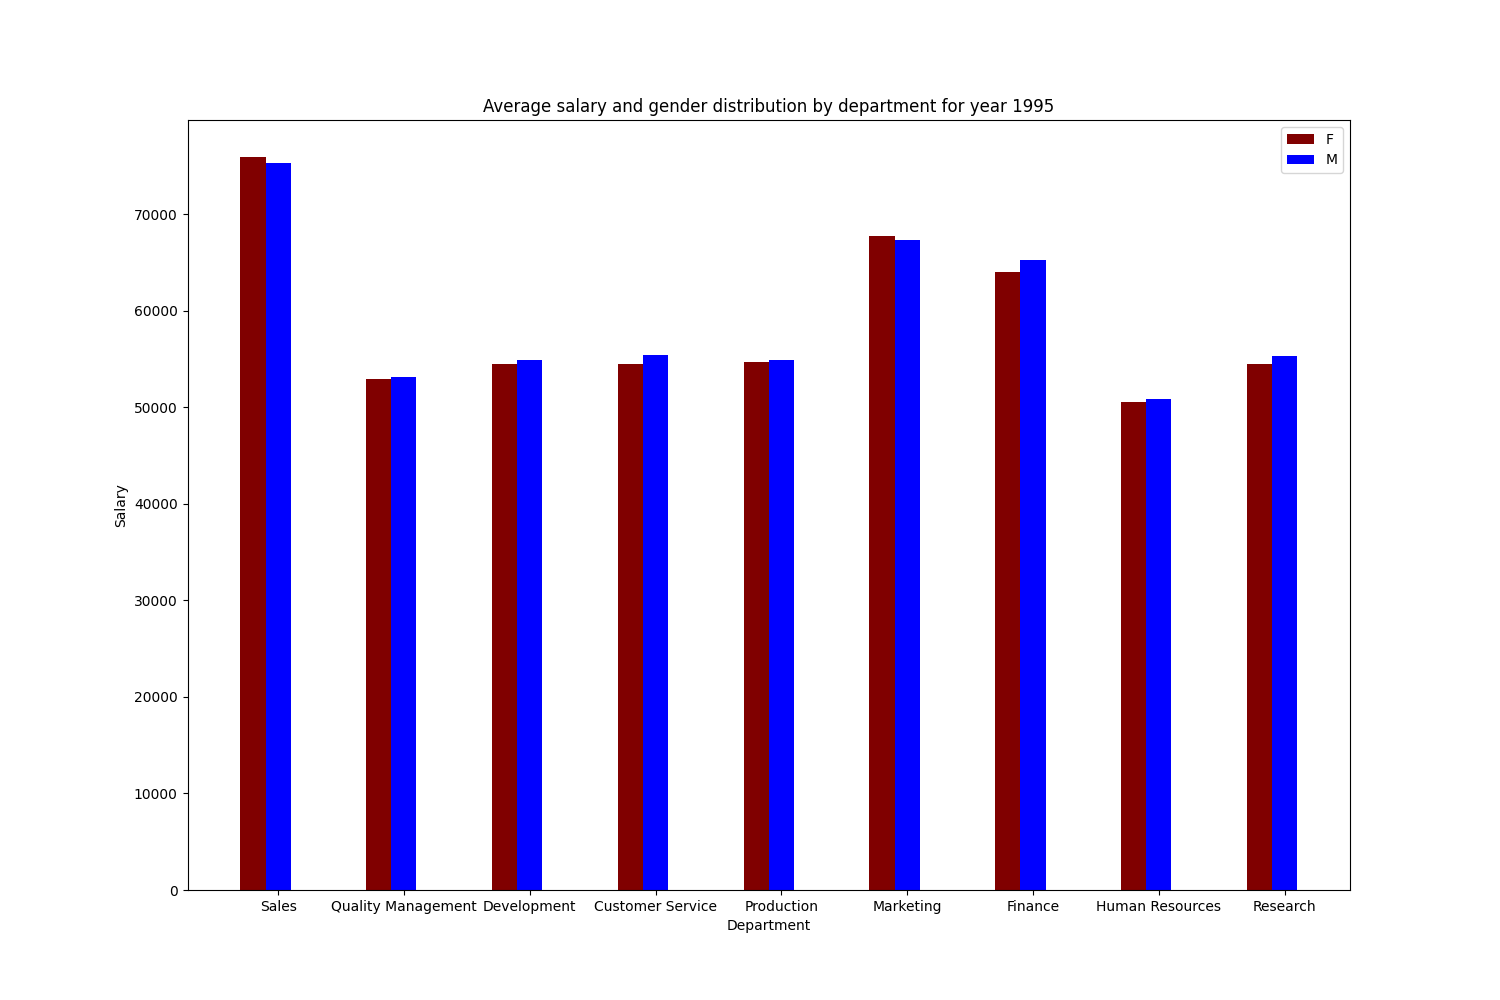 Average salary and gender distribution by department for year 1995
F
M
70000
60000
50000
40000
30000
20000
10000
0
Salary
Sales Quality Management Development Customer Service Production Marketing Finance Human Resources Research
Department